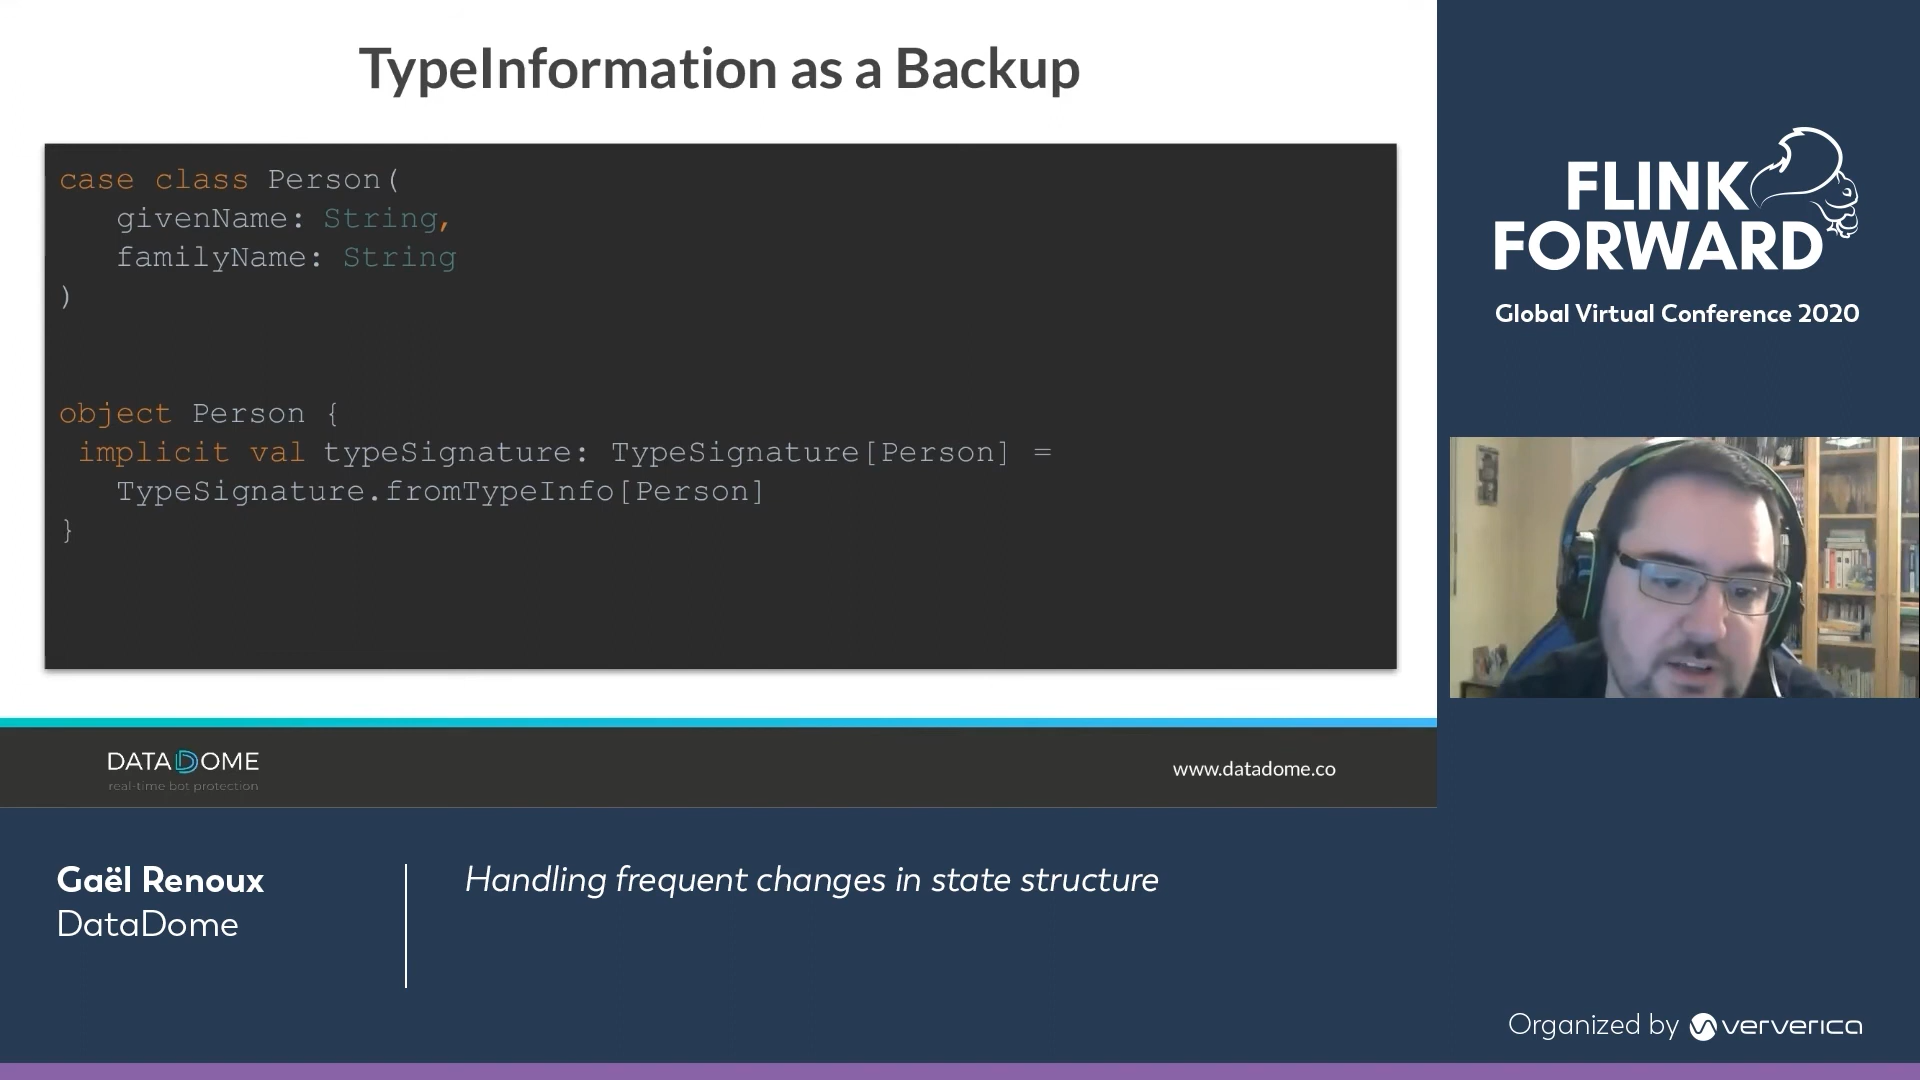 TypeInformation as a Backup
case class Person(
givenName: String,
familyName: String
)
object Person {
implicit val typeSignature: TypeSignature[Person] =
TypeSignature.fromTypeInfo[Person]
}
DATADOME
real-time bot protection
www.datadome.co
FLINK
FORWARD
Global Virtual Conference 2020
Gaël Renoux
DataDome
Handling frequent changes in state structure
Organized by ververica